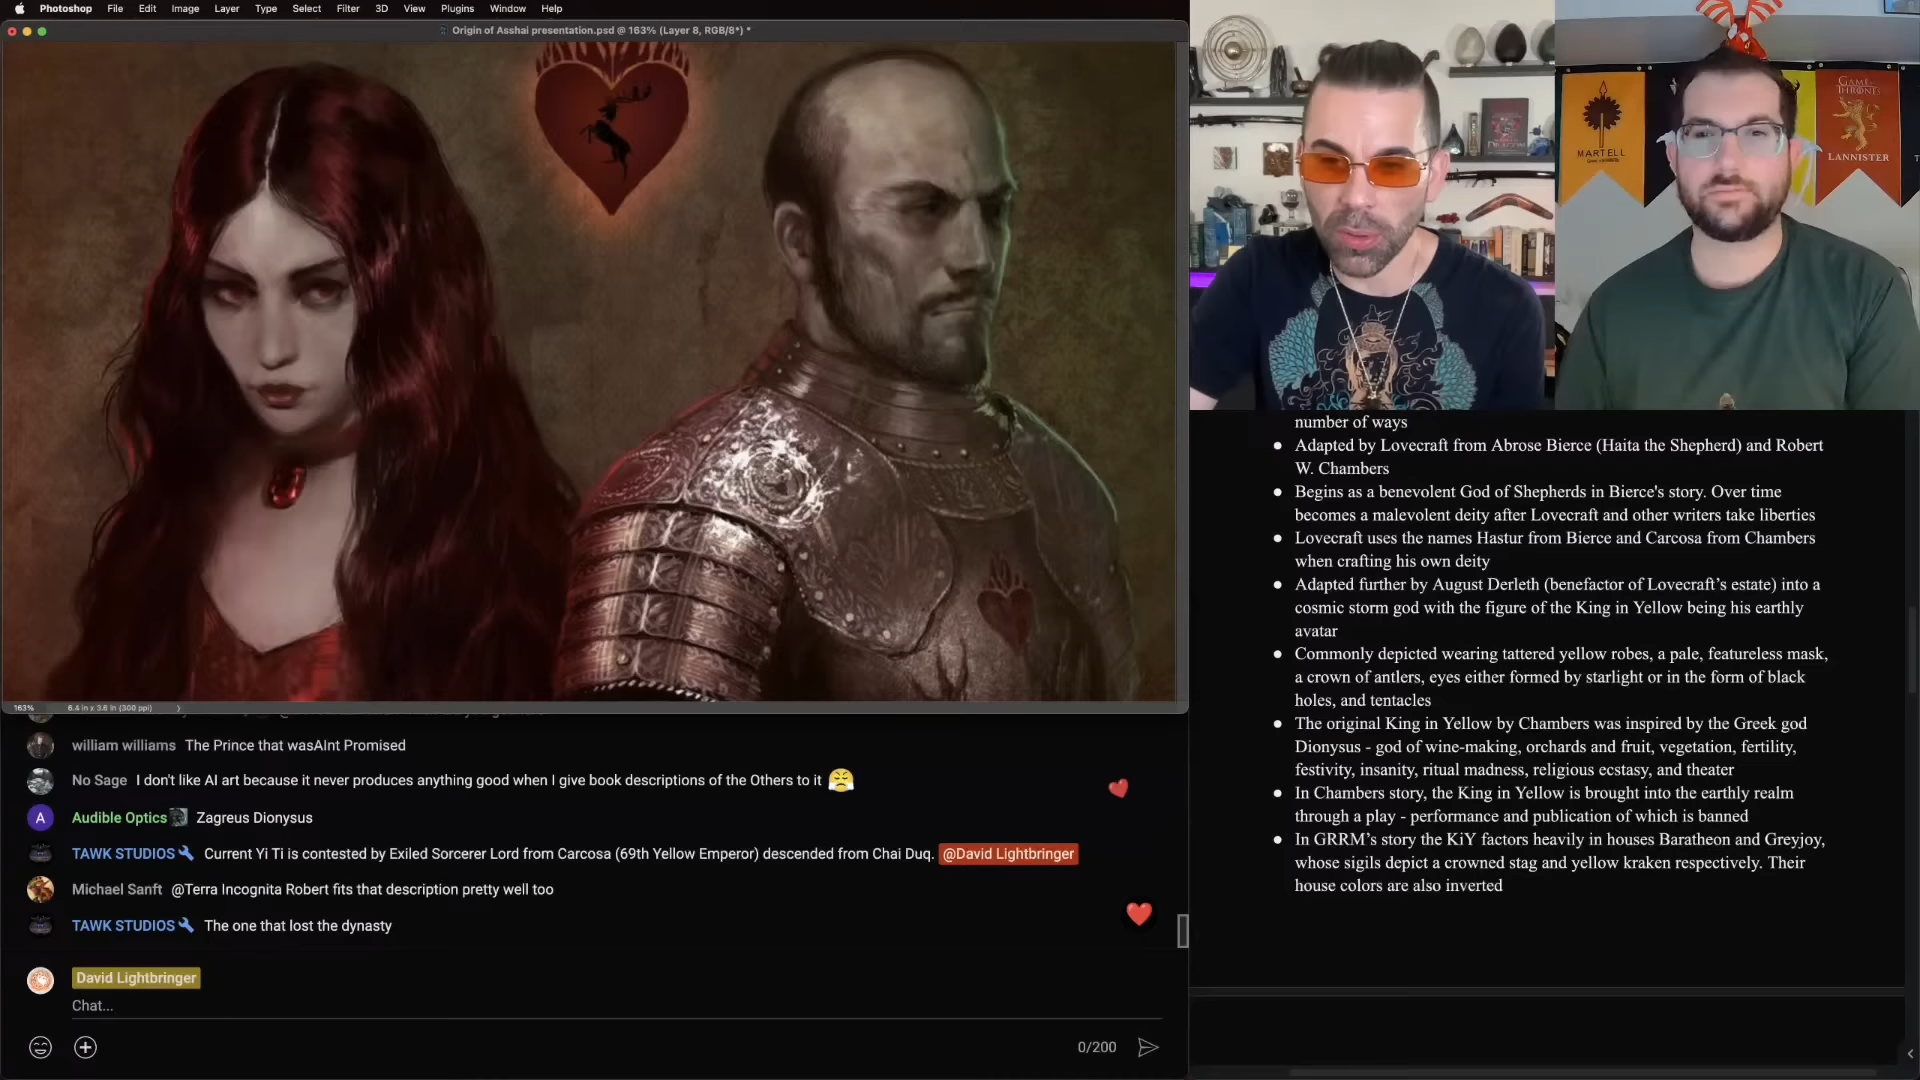 Photoshop File Edit Image Layer Type Select Filter 3D View Plugins Window Help
Origin of Asshai presentation.psd @ 163% (Layer 8, RGB/8*) *
MARTELL
GAME OF THRONES
LANNISTER
163% 6.4 in x 3.6 in (300 ppi)
william williams The Prince that wasAInt Promised
No Sage I don't like AI art because it never produces anything good when I give book descriptions of the Others to it
A Audible Optics Zagreus Dionysus
TAWK STUDIOS Current Yi Ti is contested by Exiled Sorcerer Lord from Carcosa (69th Yellow Emperor) descended from Chai Duq. @David Lightbringer
Michael Sanft @Terra Incognita Robert fits that description pretty well too
TAWK STUDIOS The one that lost the dynasty
David Lightbringer
Chat...
0/200
number of ways
● Adapted by Lovecraft from Abrose Bierce (Haita the Shepherd) and Robert
W. Chambers
● Begins as a benevolent God of Shepherds in Bierce's story. Over time
becomes a malevolent deity after Lovecraft and other writers take liberties
● Lovecraft uses the names Hastur from Bierce and Carcosa from Chambers
when crafting his own deity
● Adapted further by August Derleth (benefactor of Lovecraft’s estate) into a
cosmic storm god with the figure of the King in Yellow being his earthly
avatar
● Commonly depicted wearing tattered yellow robes, a pale, featureless mask,
a crown of antlers, eyes either formed by starlight or in the form of black
holes, and tentacles
● The original King in Yellow by Chambers was inspired by the Greek god
Dionysus - god of wine-making, orchards and fruit, vegetation, fertility,
festivity, insanity, ritual madness, religious ecstasy, and theater
● In Chambers story, the King in Yellow is brought into the earthly realm
through a play - performance and publication of which is banned
● In GRRM’s story the KiY factors heavily in houses Baratheon and Greyjoy,
whose sigils depict a crowned stag and yellow kraken respectively. Their
house colors are also inverted